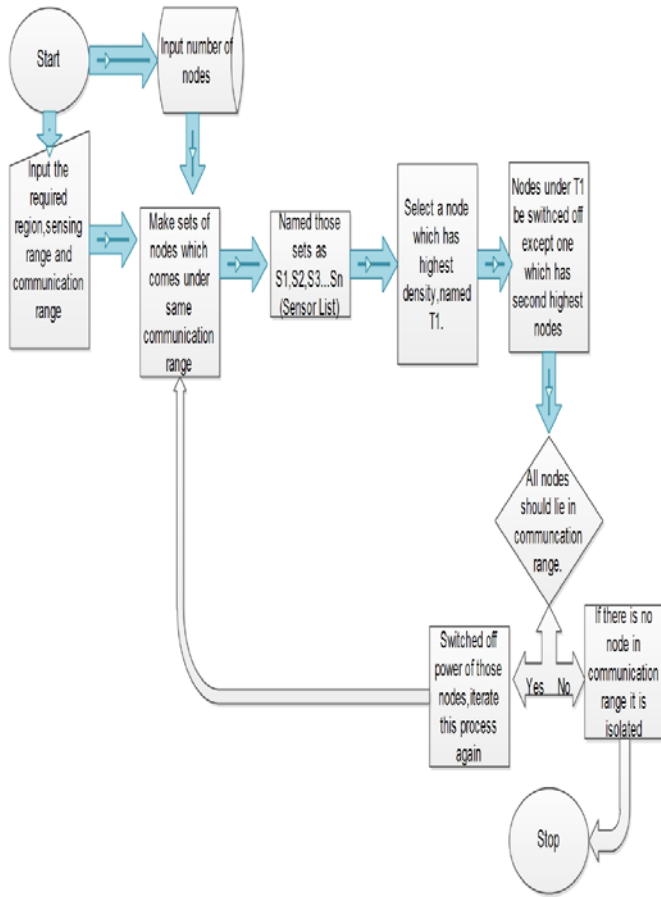 Start
Input number of
nodes
Input the
required
region,sensing
range and
communication
range
Make sets of
nodes which
comes under
same
communication
range
Named those
sets as
S1,S2,S3...Sn
(Sensor List)
Select a node
which has
highest
density,named
T1.
Nodes under T1
be swithced off
except one
which has
second highest
nodes
All nodes
should lie in
communcation
range.
Yes No
Switched off
power of those
nodes,iterate
this process
again
If there is no
node in
communication
range it is
isolated
Stop